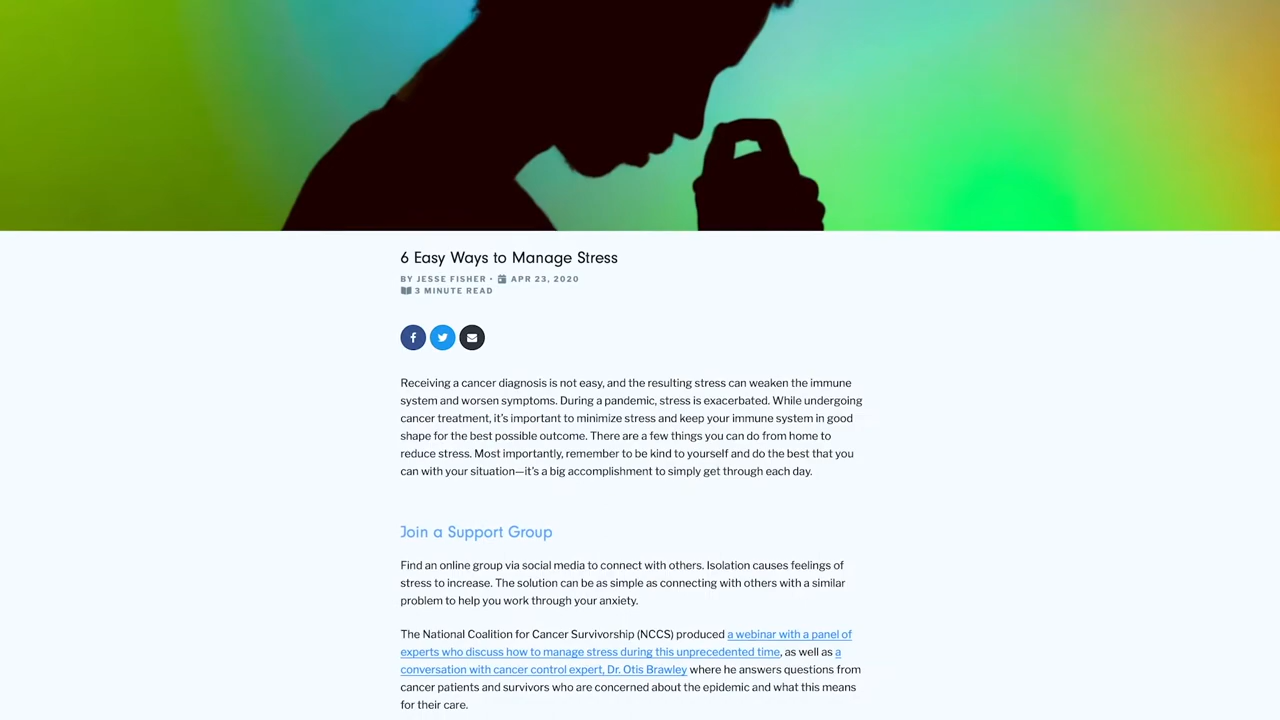 6 Easy Ways to Manage Stress
BY JESSE FISHER • APR 23, 2020
3 MINUTE READ
Receiving a cancer diagnosis is not easy, and the resulting stress can weaken the immune
system and worsen symptoms. During a pandemic, stress is exacerbated. While undergoing
cancer treatment, it's important to minimize stress and keep your immune system in good
shape for the best possible outcome. There are a few things you can do from home to
reduce stress. Most importantly, remember to be kind to yourself and do the best that you
can with your situation—it's a big accomplishment to simply get through each day.
Join a Support Group
Find an online group via social media to connect with others. Isolation causes feelings of
stress to increase. The solution can be as simple as connecting with others with a similar
problem to help you work through your anxiety.
The National Coalition for Cancer Survivorship (NCCS) produced a webinar with a panel of
experts who discuss how to manage stress during this unprecedented time, as well as a
conversation with cancer control expert, Dr. Otis Brawley where he answers questions from
cancer patients and survivors who are concerned about the epidemic and what this means
for their care.